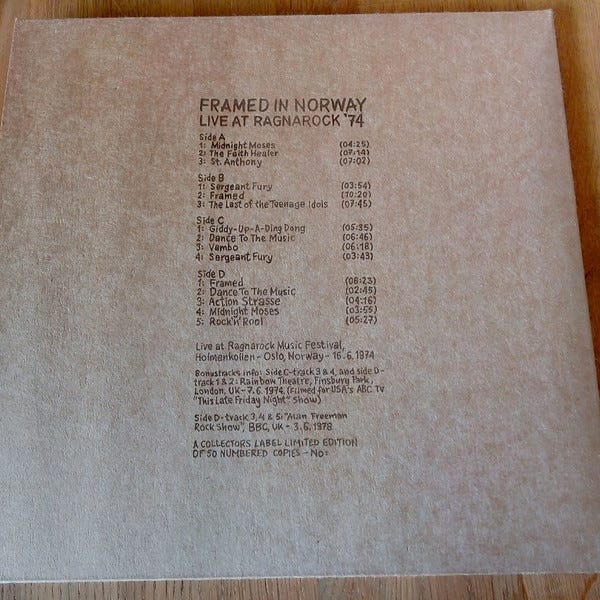 FRAMED IN NORWAY
LIVE AT RAGNAROCK '74
Side A
1: Midnight Moses (04:25)
2: The Faith Healer (07:14)
3: St. Anthony (07:02)
Side B
1: Sergeant Fury (03:54)
2: Framed (10:20)
3: The Last of the Teenage Idols (07:45)
Side C
1: Giddy-Up-A-Ding Dong (05:35)
2: Dance To The Music (06:46)
3: Vambo (06:18)
4: Sergeant Fury (03:43)
Side D
1: Framed (08:23)
2: Dance To The Music (02:45)
3: Action Strasse (04:16)
4: Midnight Moses (03:55)
5: Rock'n'Rool (05:27)
Live at Ragnarock Music Festival,
Holmenkollen - Oslo, Norway - 16.6.1974
Bonustracks info: Side C-track 3 & 4, and side D-
track 1 & 2: Rainbow Theatre, Finsbury Park,
London, UK - 7.6.1974. (Filmed for USA's ABC TV
"This Late Friday Night" Show)
Side D-track 3, 4 & 5: "Alan Freeman
Rock Show", BBC, UK - 3.6.1978
A COLLECTORS LABEL LIMITED EDITION
OF 50 NUMBERED COPIES - No: